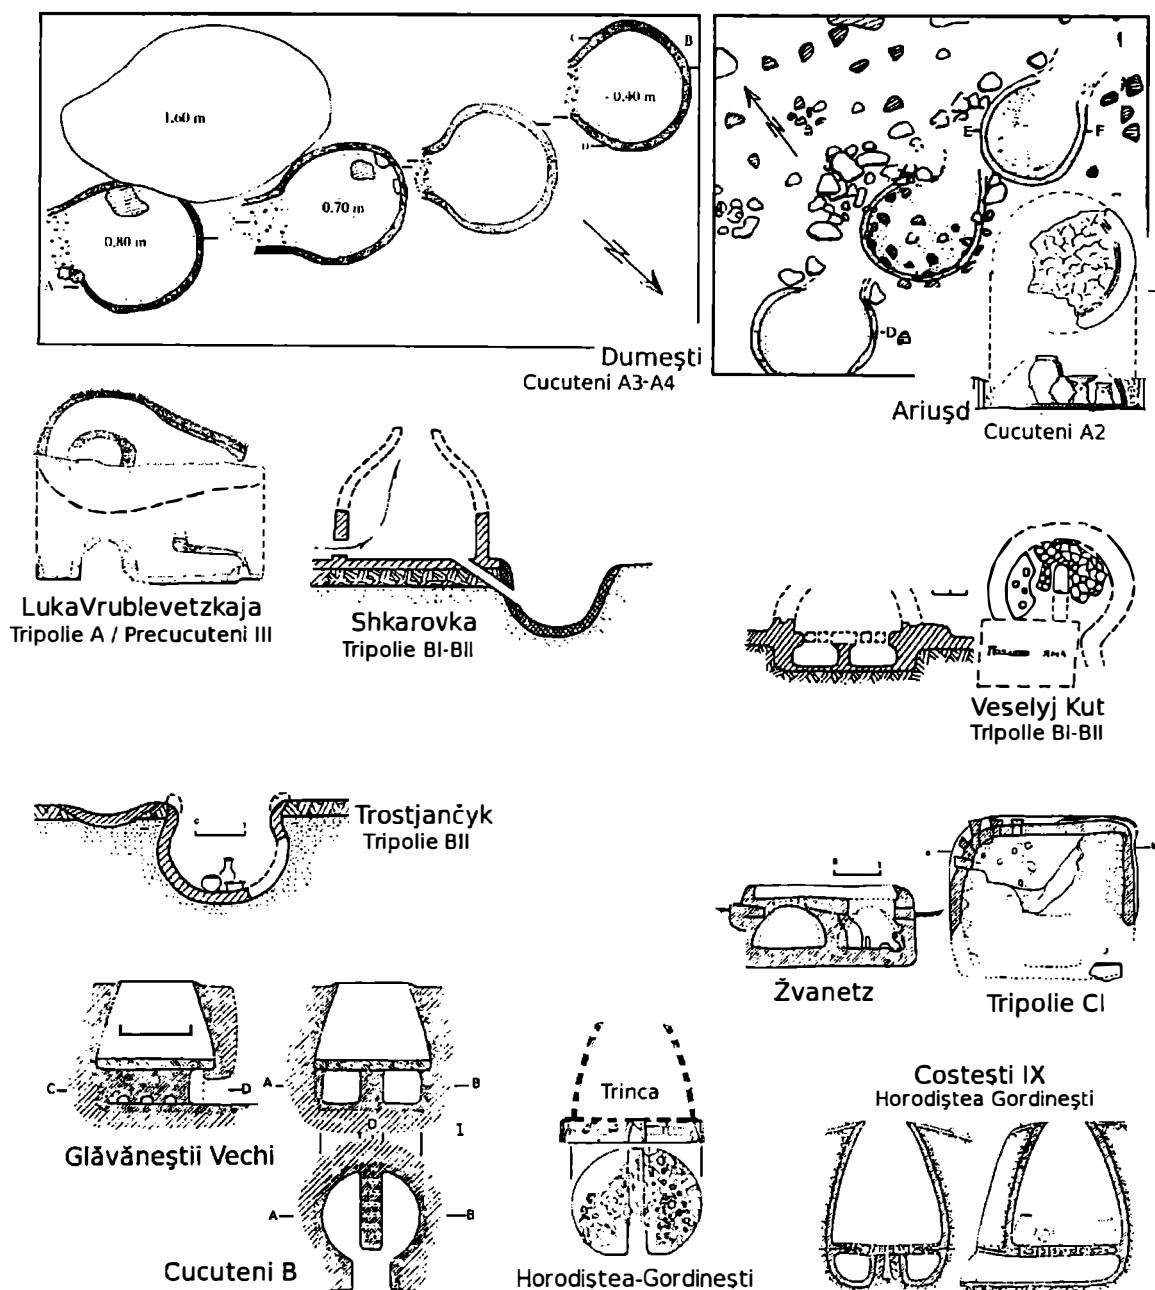 C
B
1.60 m
- 0.40 m
D
0.70 m
0.80 m
A
E
F
D
Dumeşti
Cucuteni A3-A4
Ariuşd
Cucuteni A2
LukaVrublevetzkaja
Tripolie A / Precucuteni III
Shkarovka
Tripolie BI-BII
ЯМА
Veselyj Kut
Tripolie BI-BII
Trostjančyk
Tripolie BII
Žvanetz
Tripolie CI
C
D
A
B
Glăvăneştii Vechi
A
B
Cucuteni B
Trinca
Horodiştea-Gordineşti
Costeşti IX
Horodiştea Gordineşti